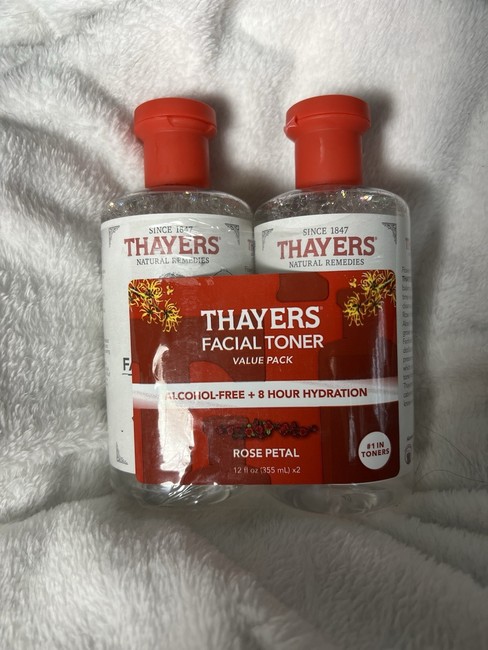 SINCE 1847
THAYERS
NATURAL REMEDIES
SINCE 1847
THAYERS
NATURAL REMEDIES
FA
THAYERS
FACIAL TONER
VALUE PACK
ALCOHOL-FREE + 8 HOUR HYDRATION
ROSE PETAL
12 fl oz (355 mL) x2
#1 IN
TONERS